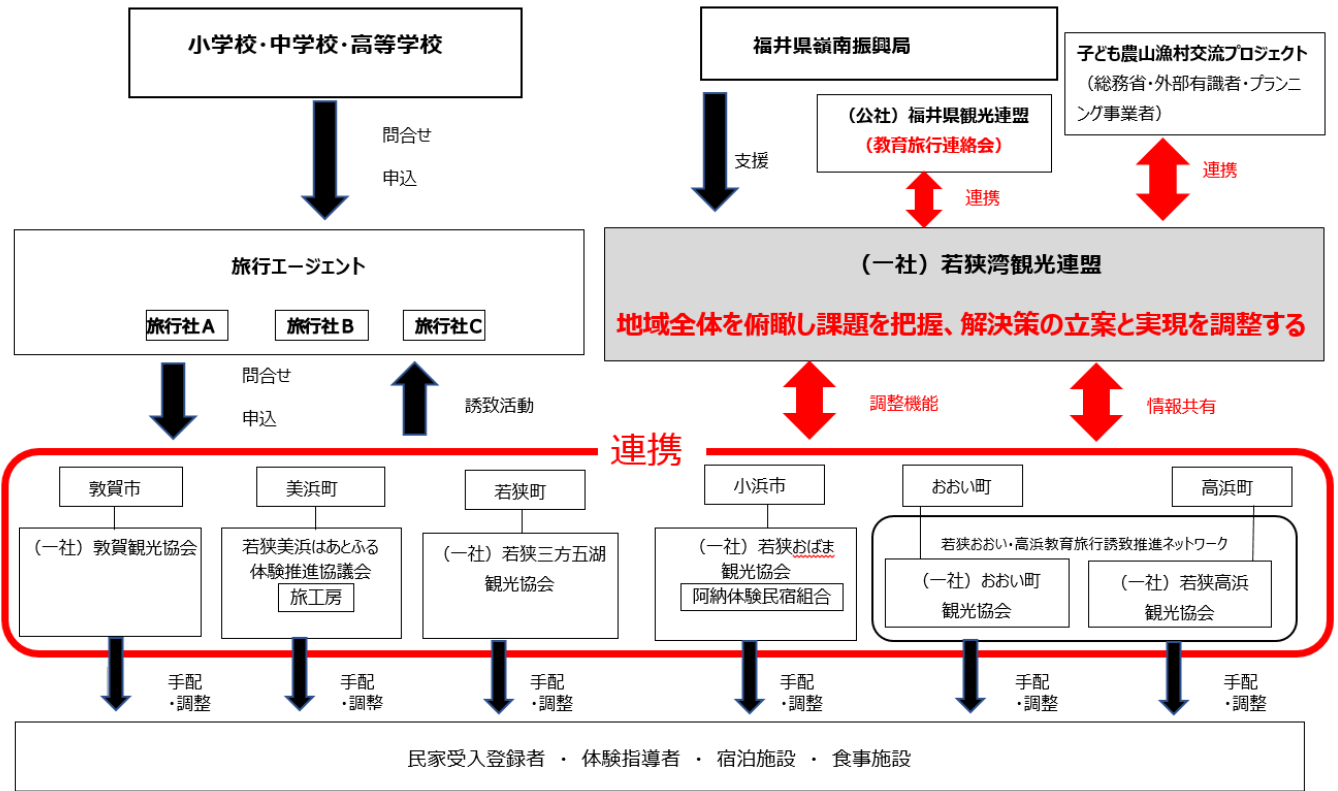 小学校・中学校・高等学校
福井県嶺南振興局
子ども農山漁村交流プロジェクト
（総務省・外部有識者・プランニ
ング事業者）
（公社）福井県観光連盟
（教育旅行連絡会）
問合せ
申込
支援
連携
連携
旅行エージェント
旅行社A
旅行社B
旅行社C
（一社）若狭湾観光連盟
地域全体を俯瞰し課題を把握、解決策の立案と実現を調整する
問合せ
申込
誘致活動
調整機能
情報共有
連携
敦賀市
美浜町
若狭町
小浜市
おおい町
高浜町
（一社）敦賀観光協会
若狭美浜はあとふる
体験推進協議会
旅工房
（一社）若狭三方五湖
観光協会
（一社）若狭おばま
観光協会
阿納体験民宿組合
若狭おおい・高浜教育旅行誘致推進ネットワーク
（一社）おおい町
観光協会
（一社）若狭高浜
観光協会
手配
・調整
手配
・調整
手配
・調整
手配
・調整
手配
・調整
手配
・調整
民家受入登録者 ・ 体験指導者 ・ 宿泊施設 ・ 食事施設